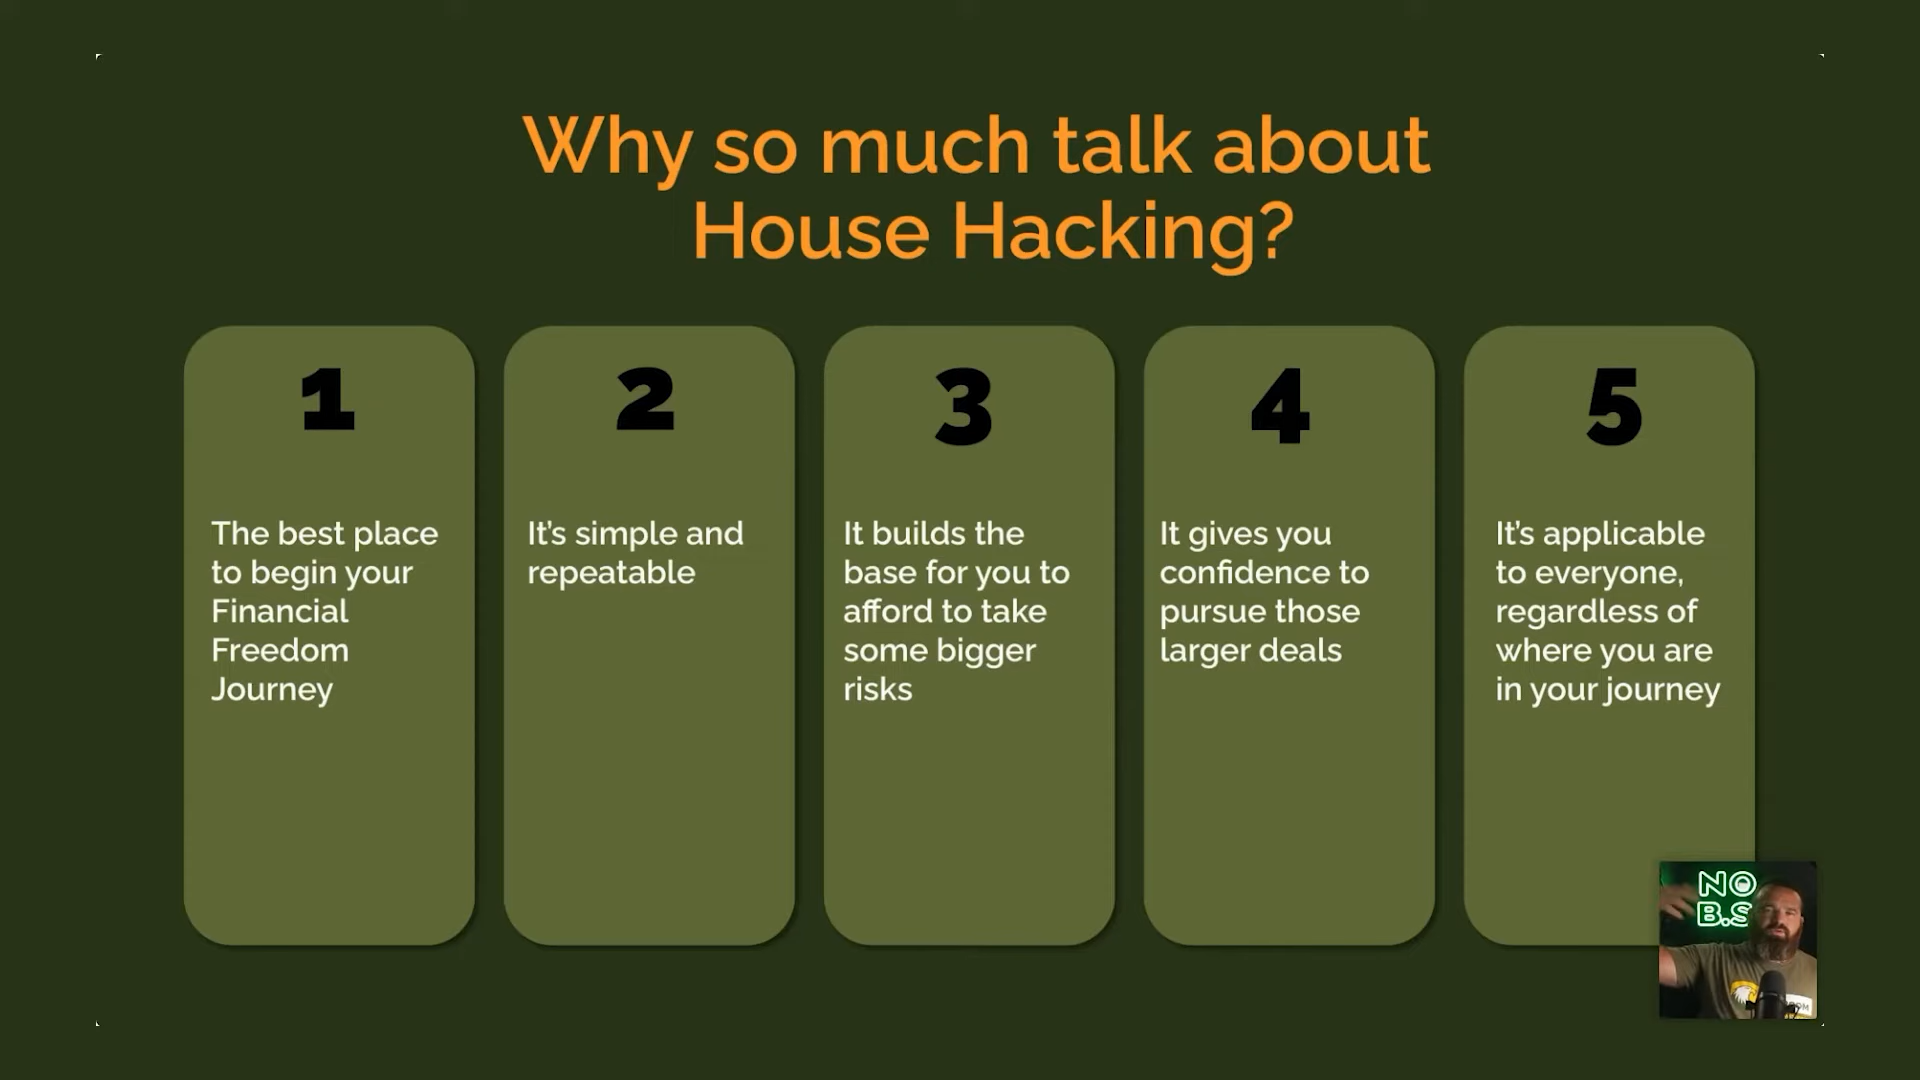 Why so much talk about
House Hacking?
1
The best place
to begin your
Financial
Freedom
Journey
2
It's simple and
repeatable
3
It builds the
base for you to
afford to take
some bigger
risks
4
It gives you
confidence to
pursue those
larger deals
5
It's applicable
to everyone,
regardless of
where you are
in your journey
NO
B.S